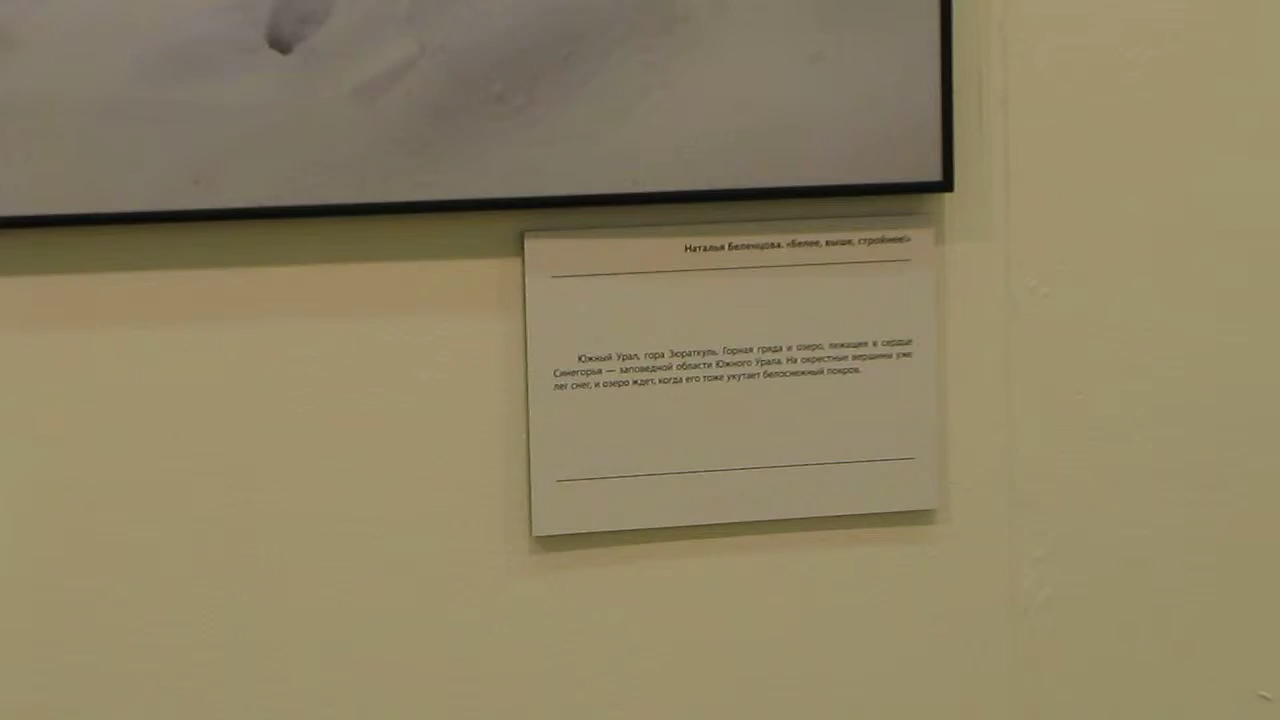 Наталья Беленцова. «Белее, выше, стройнее!»
Южный Урал, гора Зюраткуль. Горная гряда и озеро, лежащие в сердце
Синегорья — заповедной области Южного Урала. На окрестные вершины уже
лег снег, и озеро ждет, когда его тоже укутает белоснежный покров.